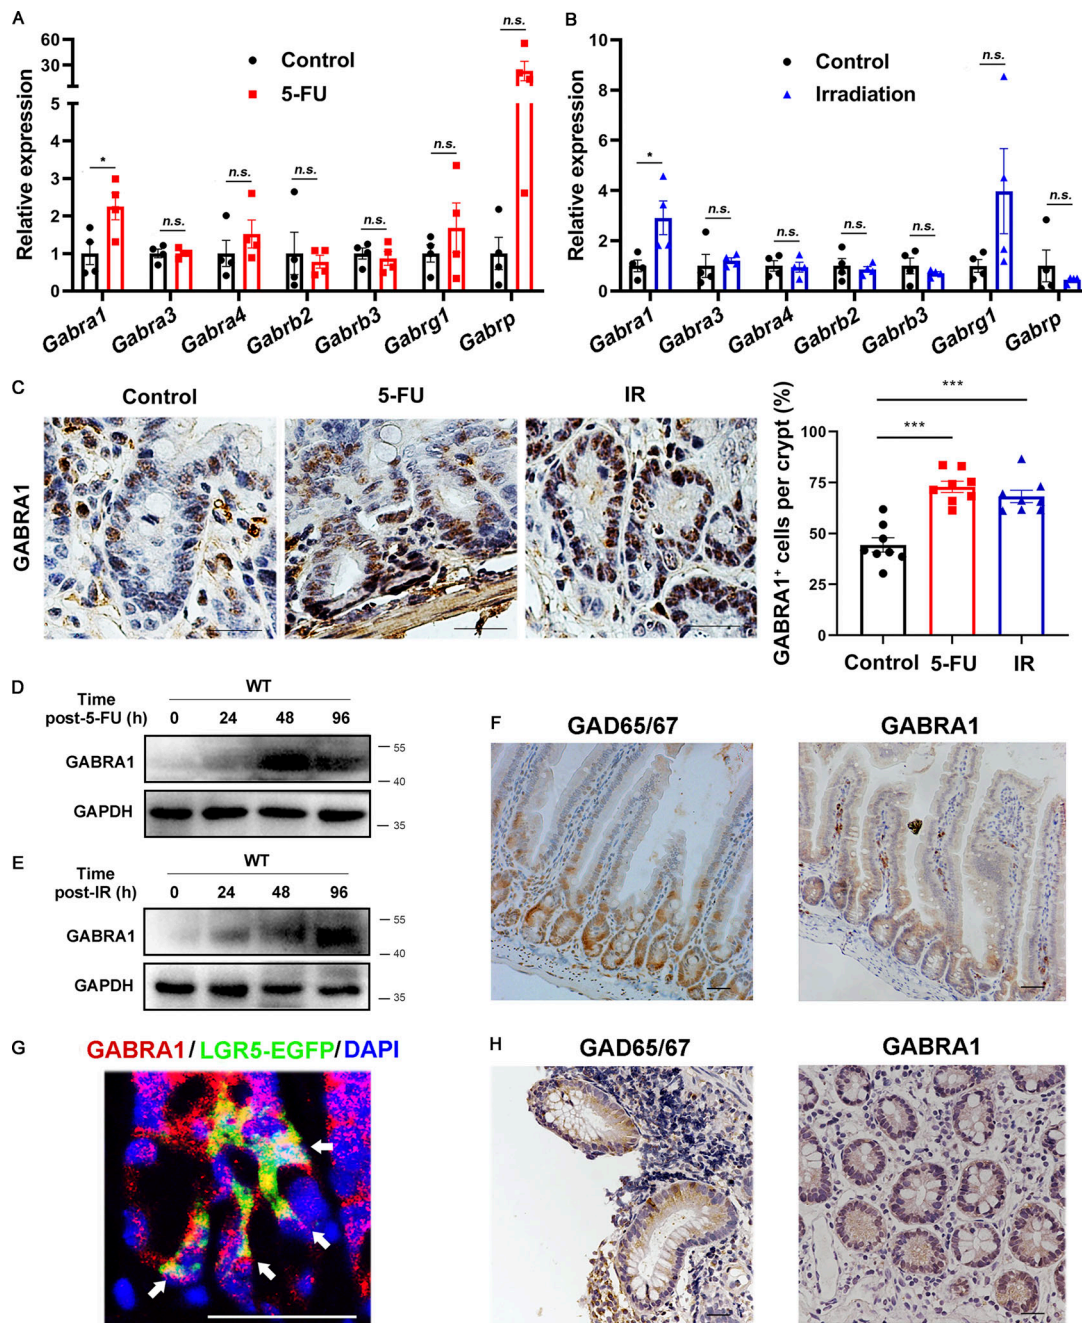 A
Relative expression
60
30
5
4
3
2
1
0
Control
5-FU
*
n.s.
n.s.
n.s.
n.s.
n.s.
n.s.
Gabra1
Gabra3
Gabra4
Gabrb2
Gabrb3
Gabrg1
Gabrp
B
Relative expression
10
8
6
4
2
0
Control
Irradiation
*
n.s.
n.s.
n.s.
n.s.
n.s.
n.s.
Gabra1
Gabra3
Gabra4
Gabrb2
Gabrb3
Gabrg1
Gabrp
C
Control
5-FU
IR
GABRA1
GABRA1+ cells per crypt (%)
100
75
50
25
0
***
***
Control
5-FU
IR
D
WT
Time
post-5-FU (h)
0 24 48 96
GABRA1
55
40
GAPDH
35
E
WT
Time
post-IR (h)
0 24 48 96
GABRA1
55
40
GAPDH
35
F
GAD65/67
GABRA1
G
GABRA1/LGR5-EGFP/DAPI
H
GAD65/67
GABRA1